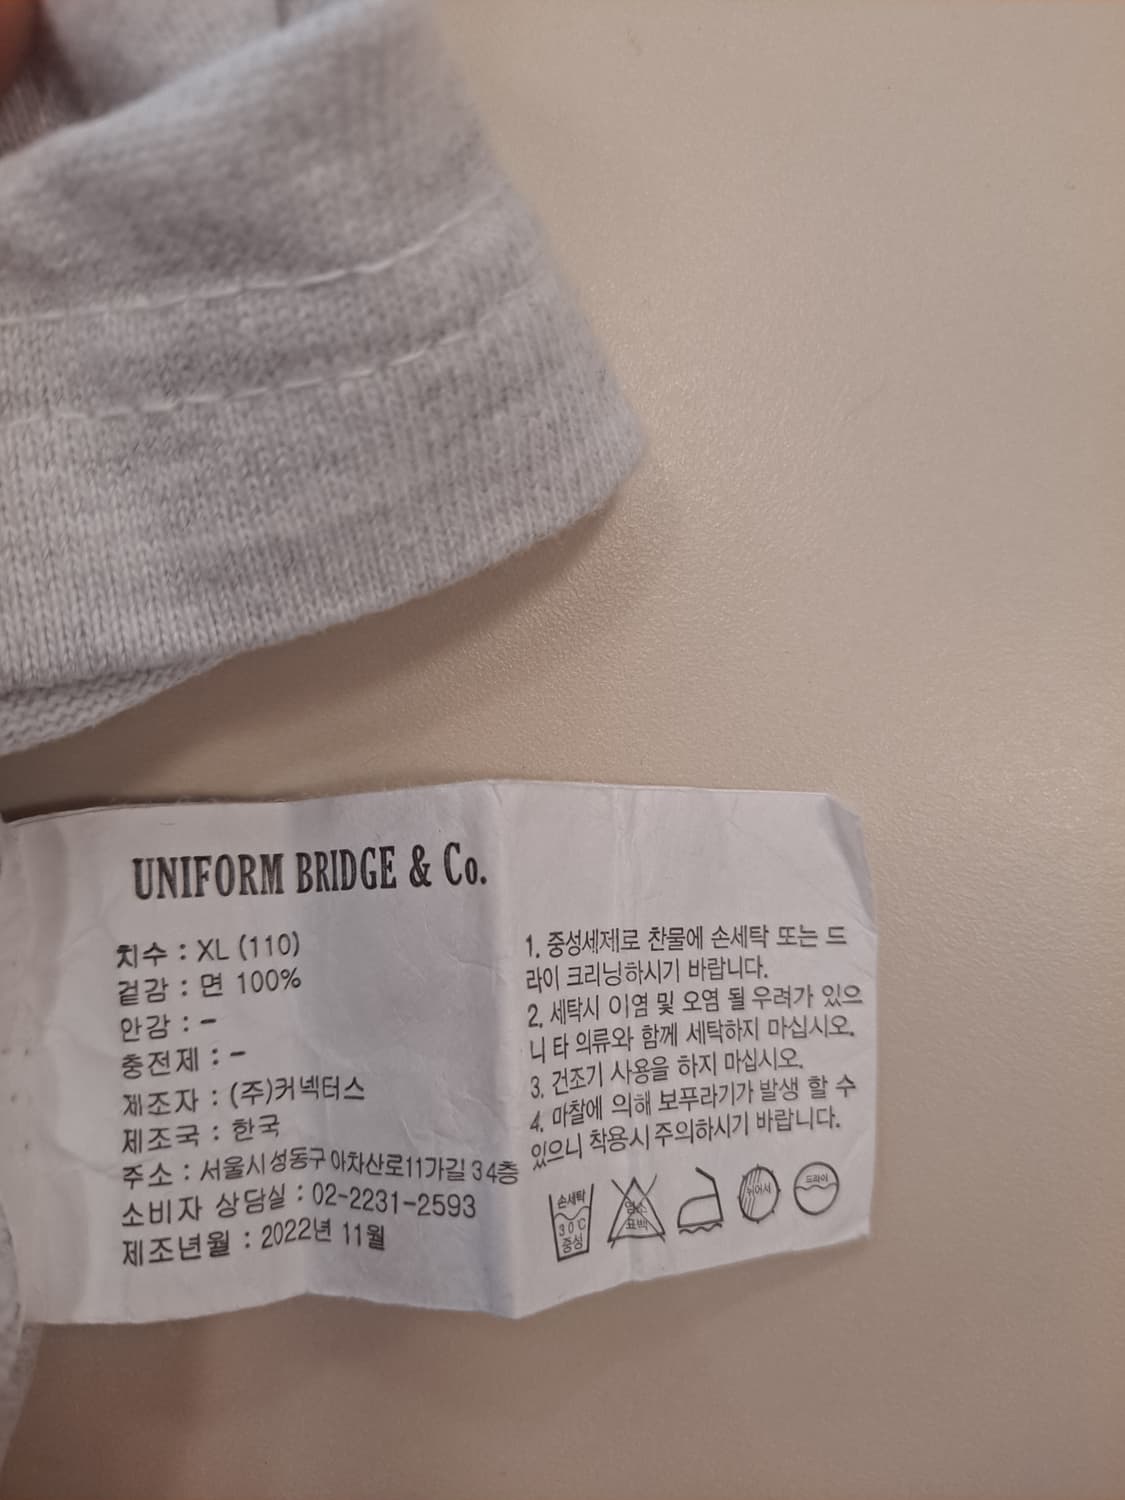 UNIFORM BRIDGE & Co.
치수 : XL (110)
겉감 : 면 100%
안감 : -
충전제 : -
제조자 : (주)커넥터스
제조국 : 한국
주소 : 서울시성동구 아차산로11가길 3 4층
소비자 상담실 : 02-2231-2593
제조년월 : 2022년 11월
1. 중성세제로 찬물에 손세탁 또는 드
라이 크리닝하시기 바랍니다.
2. 세탁시 이염 및 오염 될 우려가 있으
니 타 의류와 함께 세탁하지 마십시오.
3. 건조기 사용을 하지 마십시오.
4. 마찰에 의해 보푸라기가 발생 할 수
있으니 착용시 주의하시기 바랍니다.
손세탁
30℃
중성
염소
표백
뉘어서
드라이